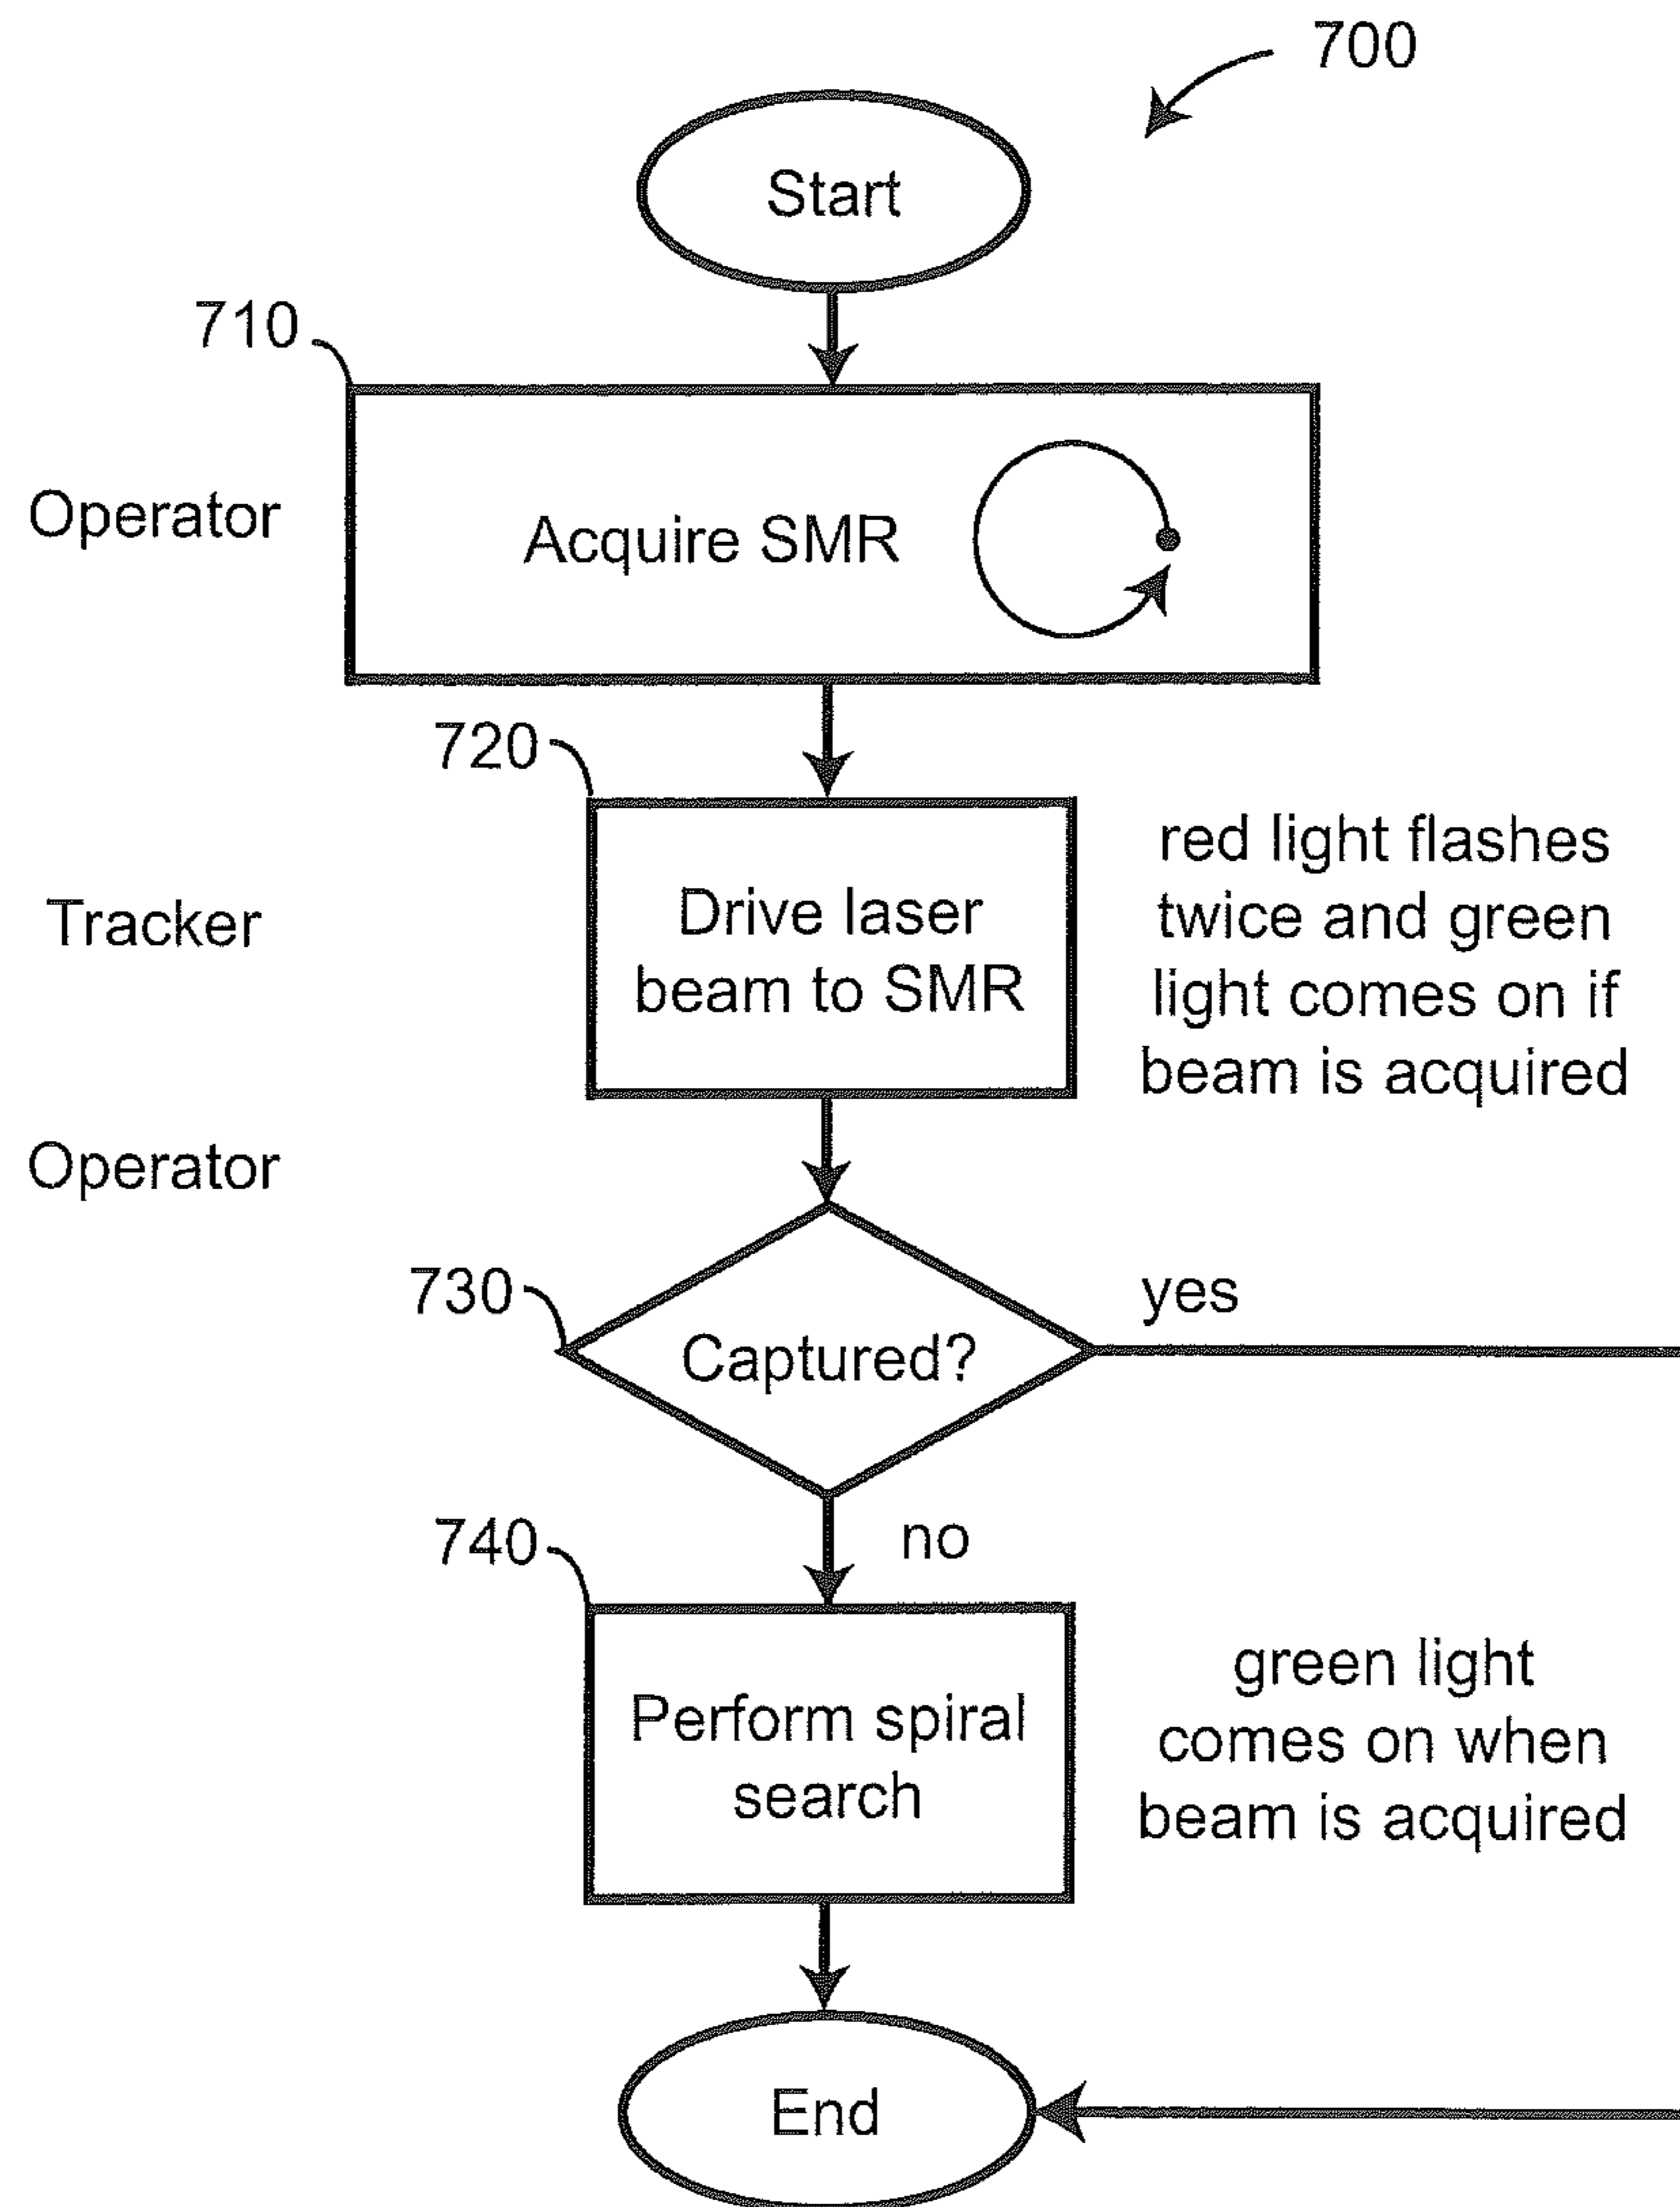 700
Start
710
Operator
Acquire SMR
720
Tracker
Drive laser
beam to SMR
red light flashes
twice and green
light comes on if
beam is acquired
Operator
730
Captured?
yes
740
no
Perform spiral
search
green light
comes on when
beam is acquired
End